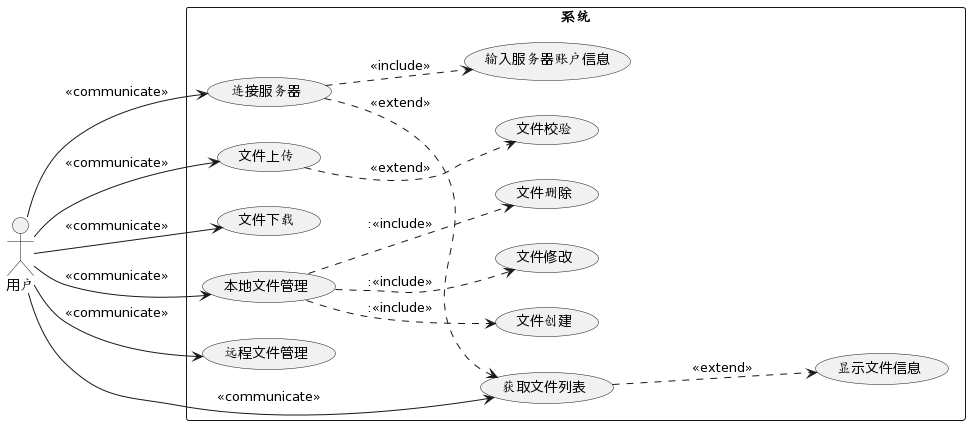 系统
«include»
输入服务器账户信息
«communicate»
连接服务器
«extend»
文件校验
«communicate»
文件上传
«extend»
文件删除
«communicate»
文件下载
:«include»
文件修改
用户
«communicate»
本地文件管理
:«include»
:«include»
文件创建
«communicate»
远程文件管理
«extend»
显示文件信息
获取文件列表
«communicate»